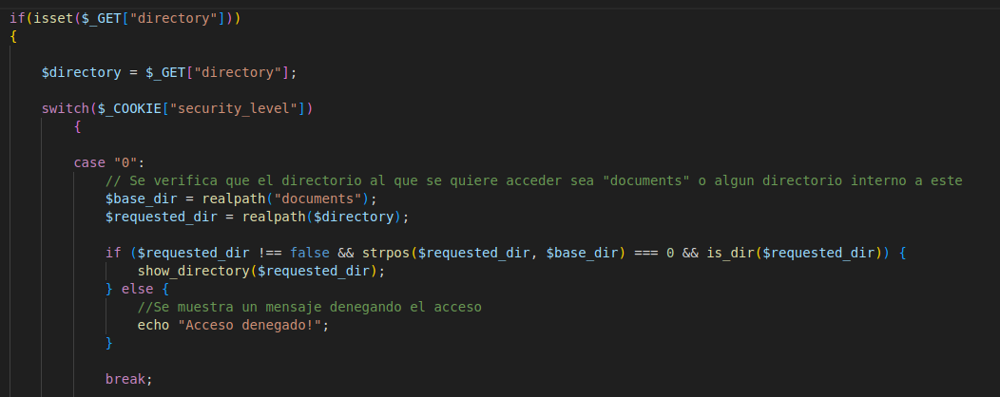 if(isset($_GET["directory"]))
{
$directory = $_GET["directory"];
switch($_COOKIE["security_level"])
{
case "0":
// Se verifica que el directorio al que se quiere acceder sea "documents" o algun directorio interno a este
$base_dir = realpath("documents");
$requested_dir = realpath($directory);
if ($requested_dir !== false && strpos($requested_dir, $base_dir) === 0 && is_dir($requested_dir)) {
show_directory($requested_dir);
} else {
//Se muestra un mensaje denegando el acceso
echo "Acceso denegado!";
}
break;